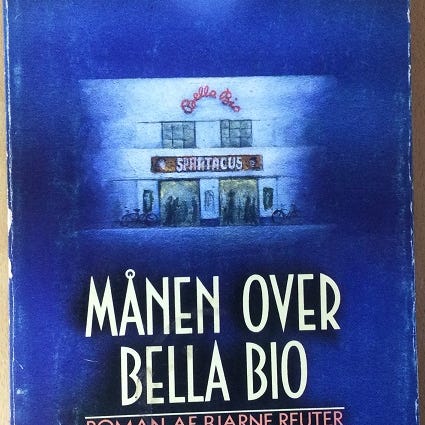 Bella Bio
SPARTACUS
MÅNEN OVER
BELLA BIO
ROMAN AF BJARNE REUTER